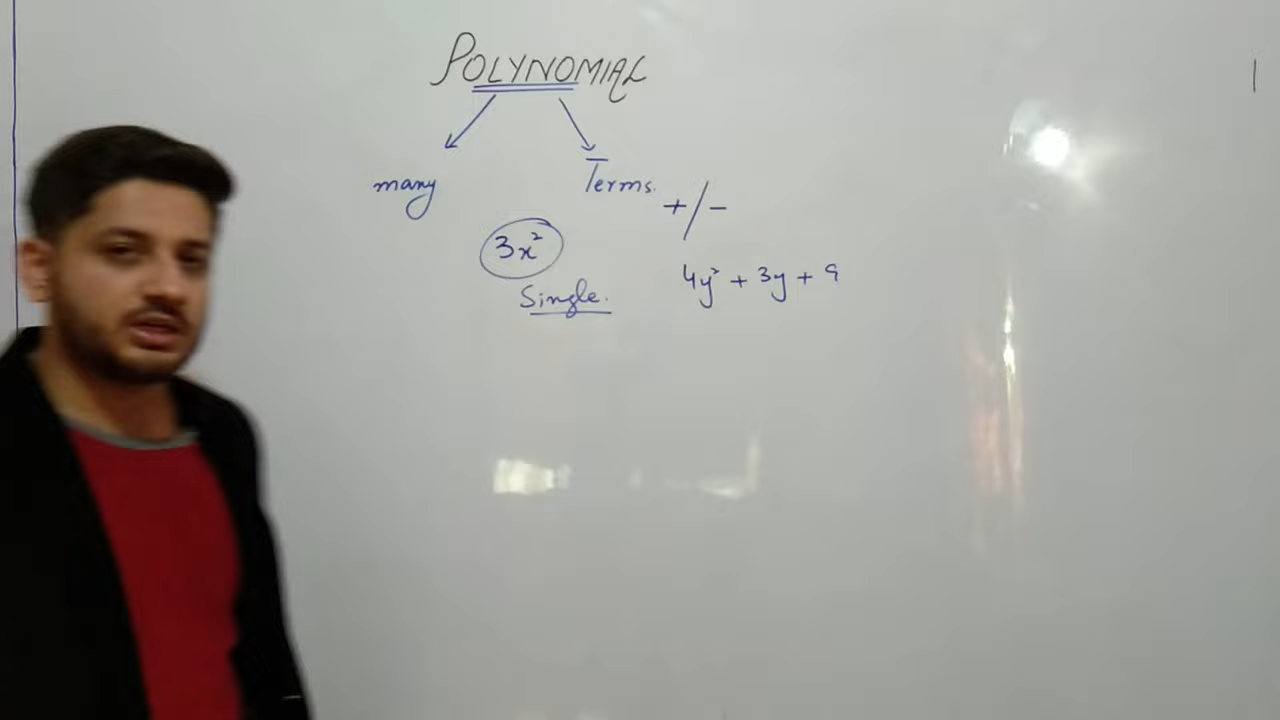 POLYNOMIAL
many Terms.
+/-
3x²
4y² + 3y + 9
Single.